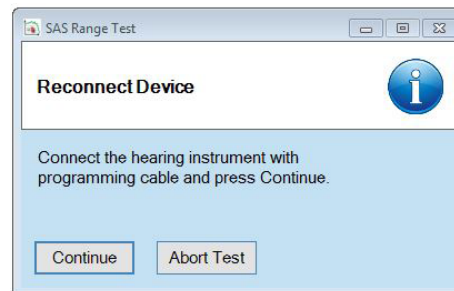 SAS Range Test
Reconnect Device
Connect the hearing instrument with
programming cable and press Continue.
Continue
Abort Test